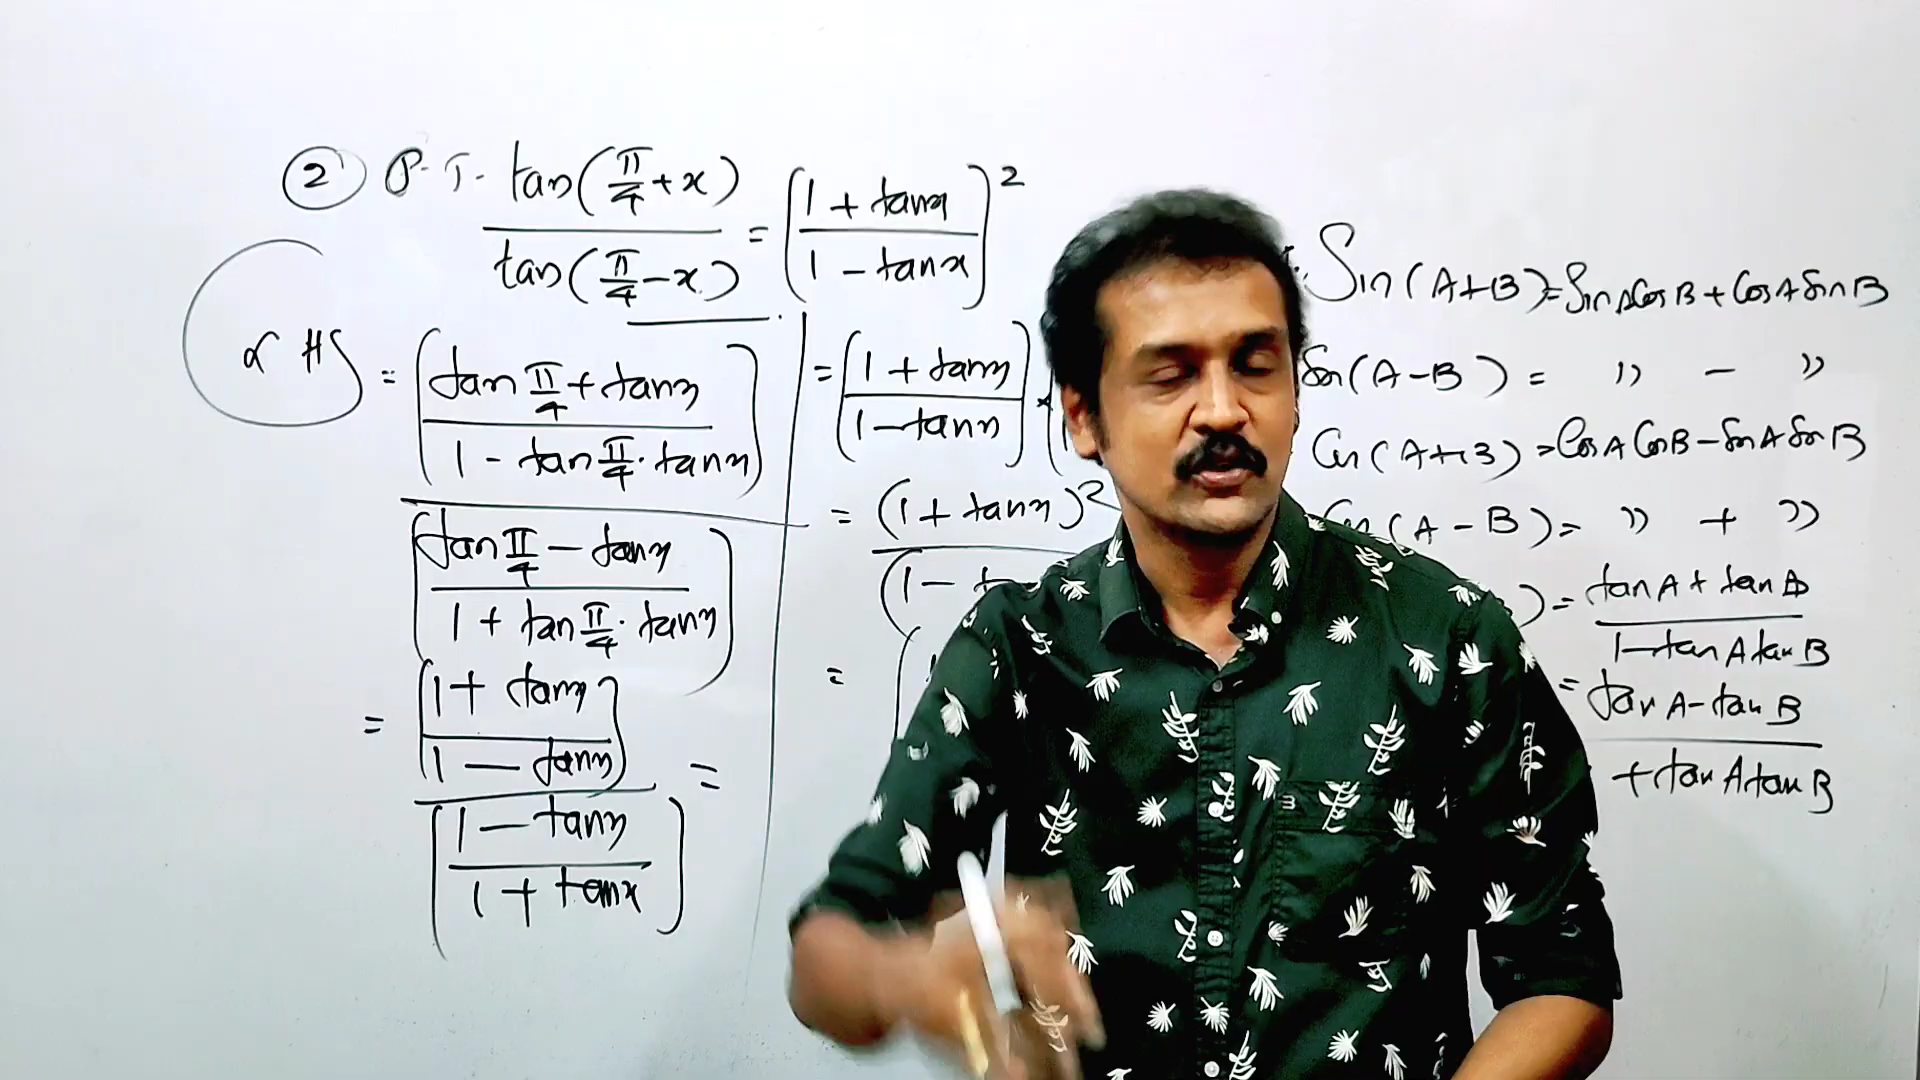 ② P.T. tan(π/4 + x) / tan(π/4 - x) = (1 + tanx / 1 - tanx)²
LHS = (tan π/4 + tanx / 1 - tan π/4 . tanx)
(tan π/4 - tanx / 1 + tan π/4 . tanx)
= (1 + tanx / 1 - tanx)
(1 - tanx / 1 + tanx) =
= (1 + tanx / 1 - tanx) ×
= (1 + tanx)²
(1 -
=
Sin(A+B) = SinA CosB + CosA SinB
Sin(A-B) = " - "
Cos(A+B) = CosA CosB - SinA SinB
Cos(A-B) = " + "
) = tanA + tanB / 1 - tanA tanB
= tanA - tanB / + tanA tanB